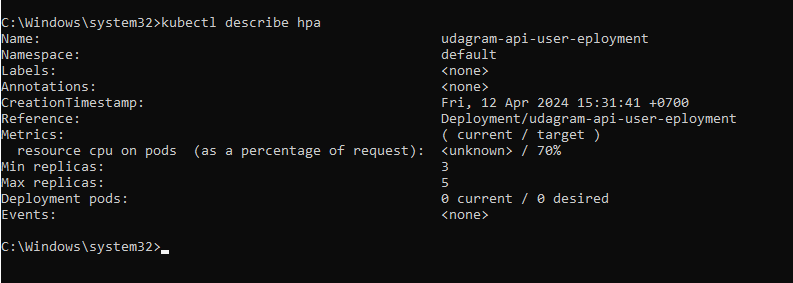 C:\Windows\system32>kubectl describe hpa
Name: udagram-api-user-eployment
Namespace: default
Labels: <none>
Annotations: <none>
CreationTimestamp: Fri, 12 Apr 2024 15:31:41 +0700
Reference: Deployment/udagram-api-user-eployment
Metrics: ( current / target )
  resource cpu on pods  (as a percentage of request): <unknown> / 70%
Min replicas: 3
Max replicas: 5
Deployment pods: 0 current / 0 desired
Events: <none>
C:\Windows\system32>